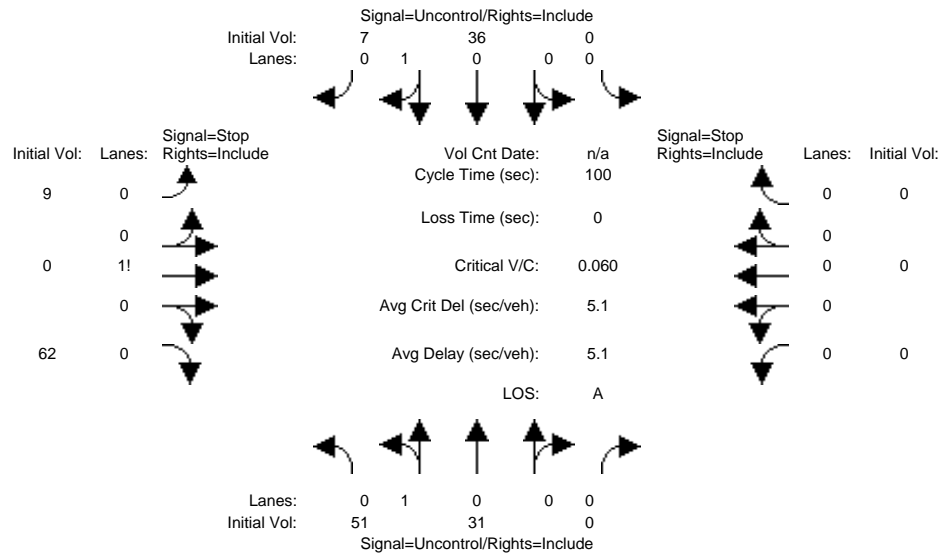 Signal=Uncontrol/Rights=Include
Initial Vol: 7 36 0
Lanes: 0 1 0 0 0
Signal=Stop Signal=Stop
Initial Vol: Lanes: Rights=Include Vol Cnt Date: n/a Rights=Include Lanes: Initial Vol:
Cycle Time (sec): 100
9 0 0 0
Loss Time (sec): 0
0 0
0 1! Critical V/C: 0.060 0 0
0 Avg Crit Del (sec/veh): 5.1 0
62 0 Avg Delay (sec/veh): 5.1 0 0
LOS: A
Lanes: 0 1 0 0 0
Initial Vol: 51 31 0
Signal=Uncontrol/Rights=Include